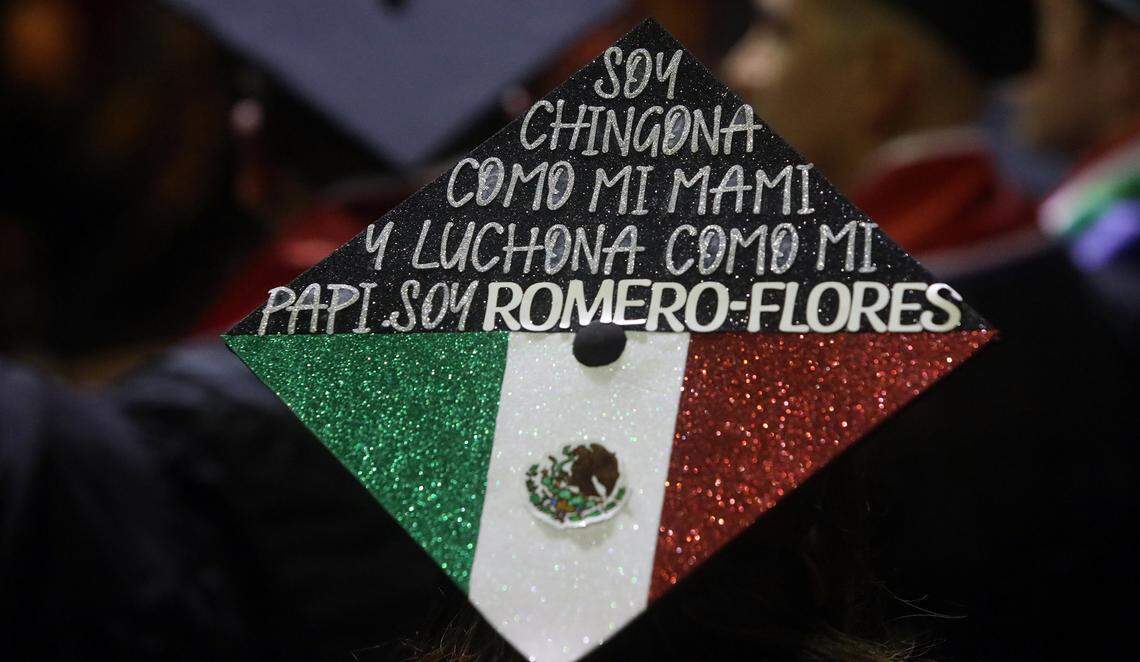 SOY
CHINGONA
COMO MI MAMI
Y LUCHONA COMO MI
PAPI.SOY ROMERO-FLORES